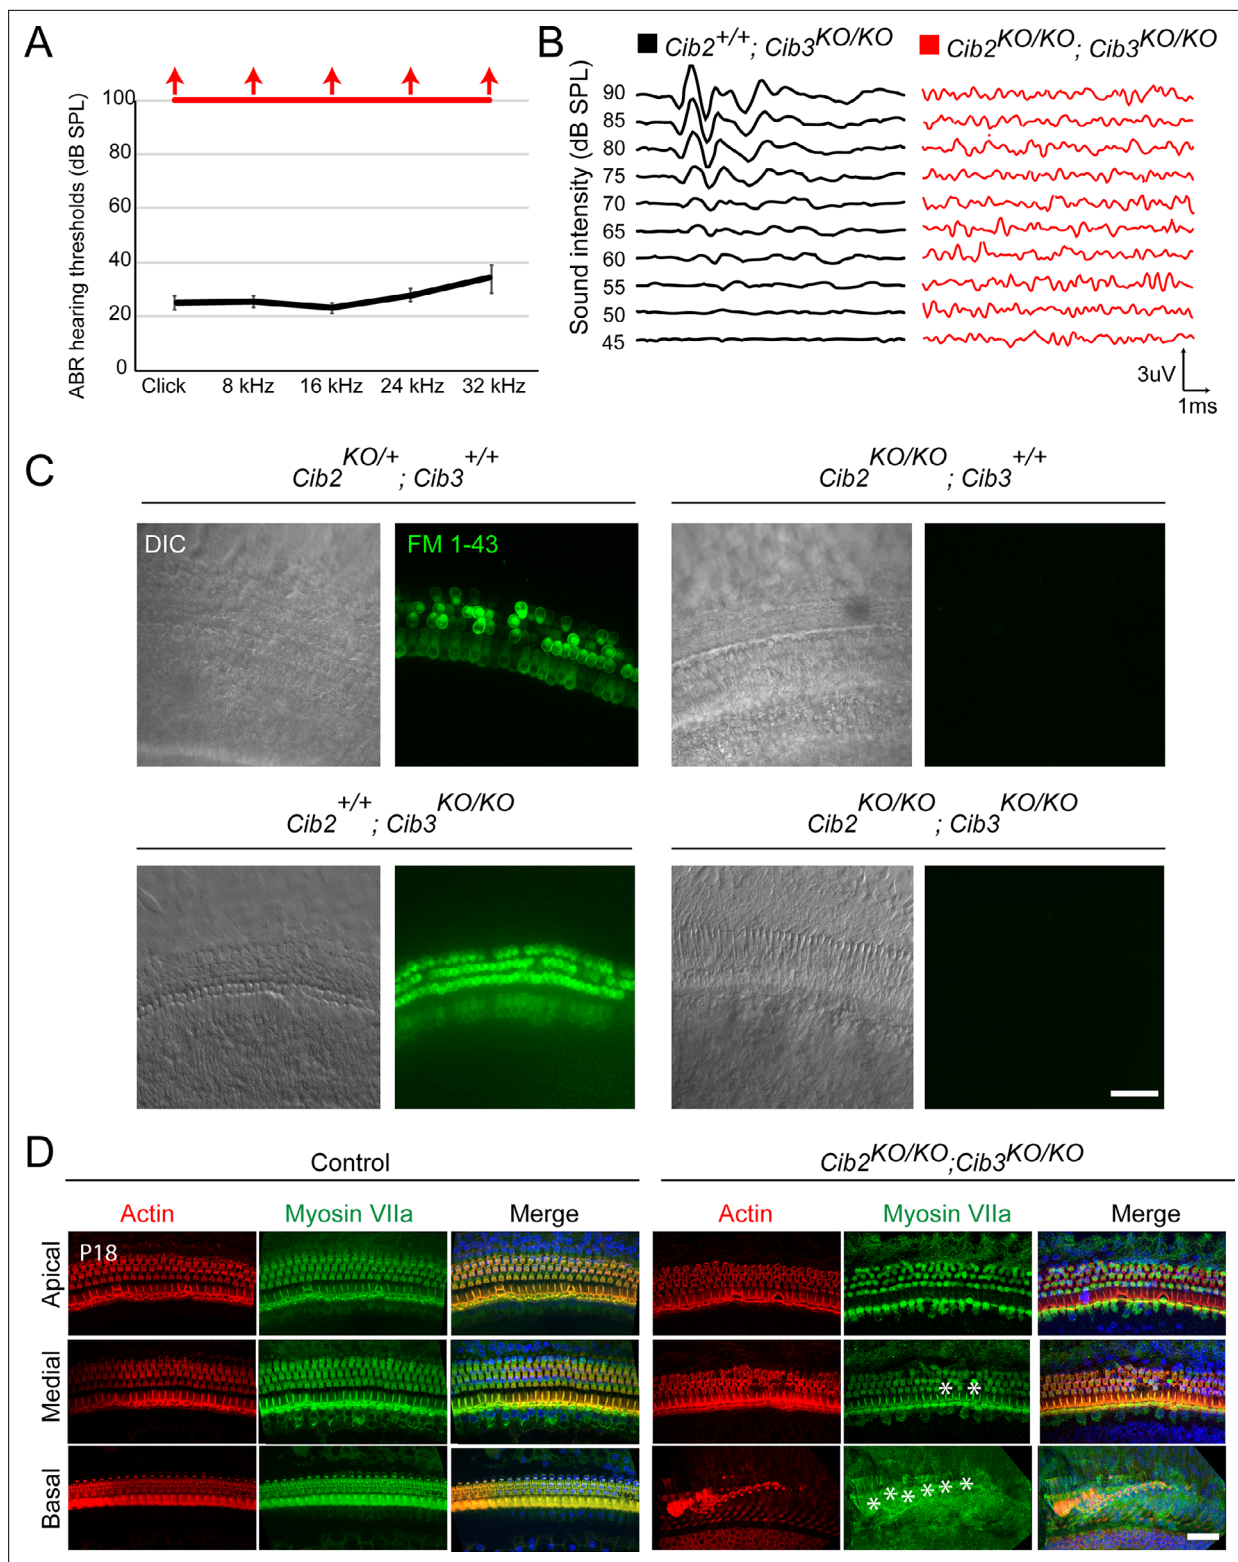 A
ABR hearing thresholds (dB SPL)
100
80
60
40
20
0
Click 8 kHz 16 kHz 24 kHz 32 kHz
B
Cib2+/+; Cib3KO/KO
Cib2KO/KO; Cib3KO/KO
Sound intensity (dB SPL)
90
85
80
75
70
65
60
55
50
45
3uV
1ms
C
Cib2KO/+; Cib3+/+
Cib2KO/KO; Cib3+/+
DIC
FM 1-43
Cib2+/+; Cib3KO/KO
Cib2KO/KO; Cib3KO/KO
D
Control
Cib2KO/KO;Cib3KO/KO
Actin Myosin VIIa Merge Actin Myosin VIIa Merge
Apical
P18
Medial
* *
Basal
* * * * * *